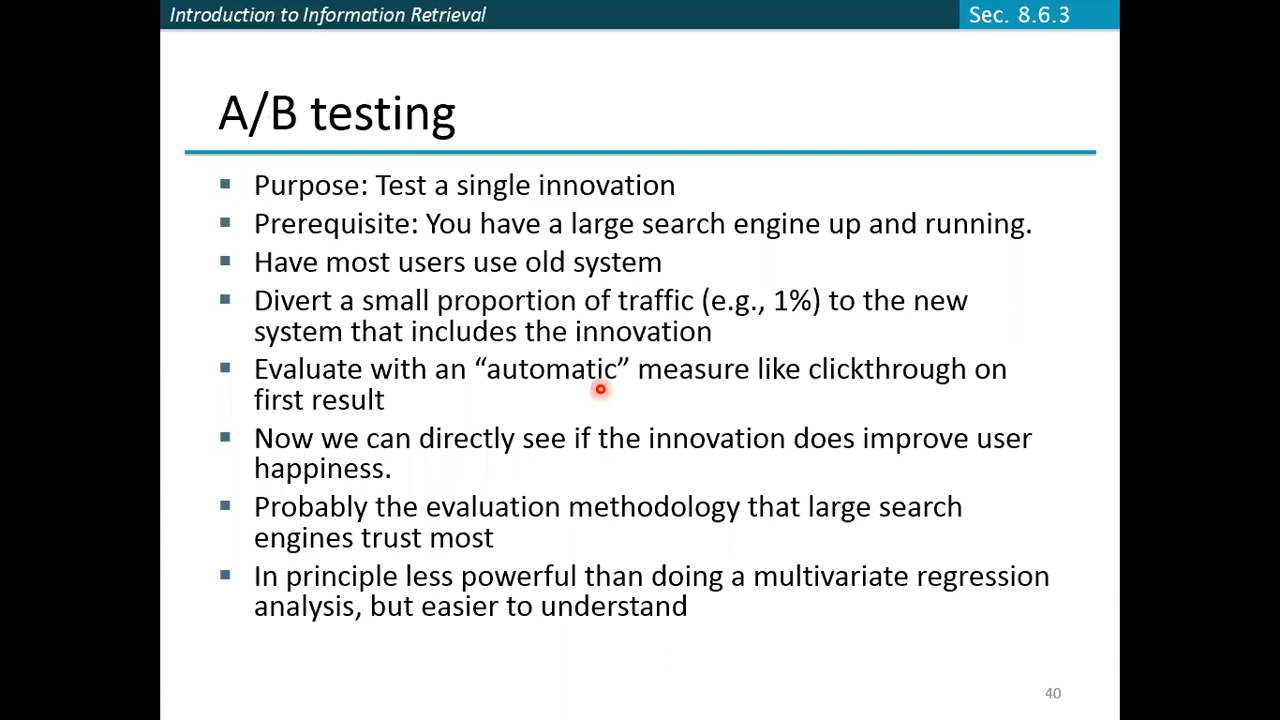 Introduction to Information Retrieval
Sec. 8.6.3
A/B testing
▪ Purpose: Test a single innovation
▪ Prerequisite: You have a large search engine up and running.
▪ Have most users use old system
▪ Divert a small proportion of traffic (e.g., 1%) to the new
system that includes the innovation
▪ Evaluate with an “automatic” measure like clickthrough on
first result
▪ Now we can directly see if the innovation does improve user
happiness.
▪ Probably the evaluation methodology that large search
engines trust most
▪ In principle less powerful than doing a multivariate regression
analysis, but easier to understand
40